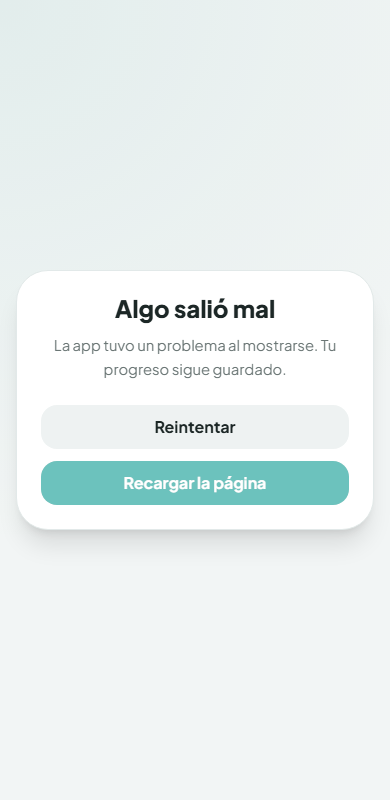 Algo salió mal
La app tuvo un problema al mostrarse. Tu
progreso sigue guardado.
Reintentar
Recargar la página